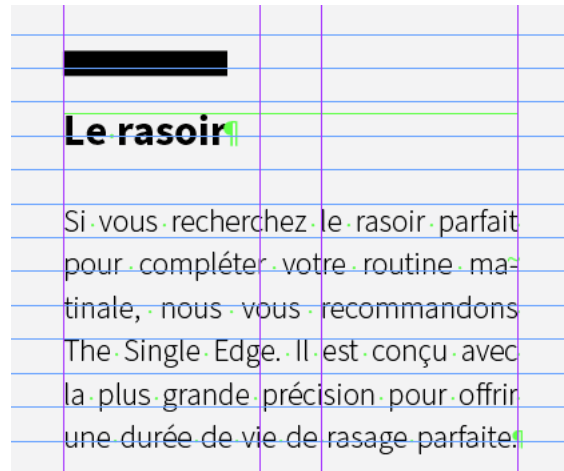 Le rasoir
Si vous recherchez le rasoir parfait
pour compléter votre routine ma-
tinale, nous vous recommandons
The Single Edge. Il est conçu avec
la plus grande précision pour offrir
une durée de vie de rasage parfaite.